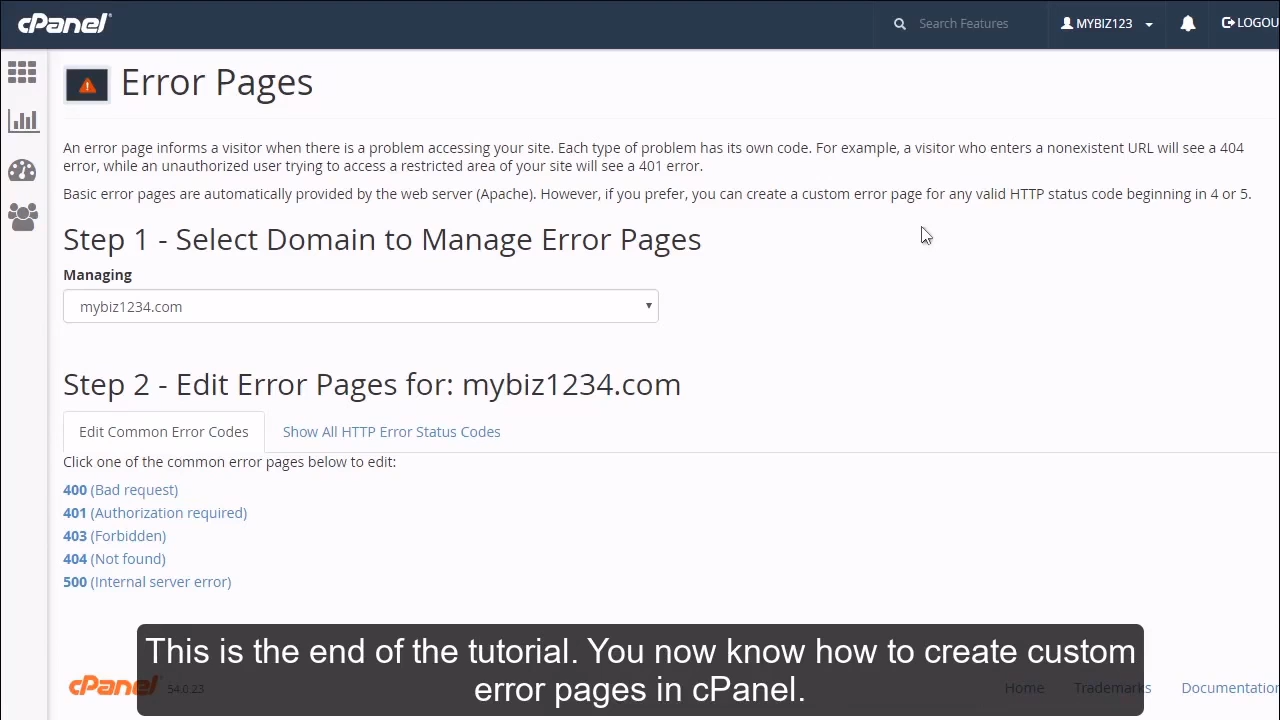 cPanel
Search Features
MYBIZ123
LOGOU
Error Pages
An error page informs a visitor when there is a problem accessing your site. Each type of problem has its own code. For example, a visitor who enters a nonexistent URL will see a 404
error, while an unauthorized user trying to access a restricted area of your site will see a 401 error.
Basic error pages are automatically provided by the web server (Apache). However, if you prefer, you can create a custom error page for any valid HTTP status code beginning in 4 or 5.
Step 1 - Select Domain to Manage Error Pages
Managing
mybiz1234.com
Step 2 - Edit Error Pages for: mybiz1234.com
Edit Common Error Codes
Show All HTTP Error Status Codes
Click one of the common error pages below to edit:
400 (Bad request)
401 (Authorization required)
403 (Forbidden)
404 (Not found)
500 (Internal server error)
This is the end of the tutorial. You now know how to create custom
error pages in cPanel.
cPanel
54.0.23
Home
Trademarks
Documentation